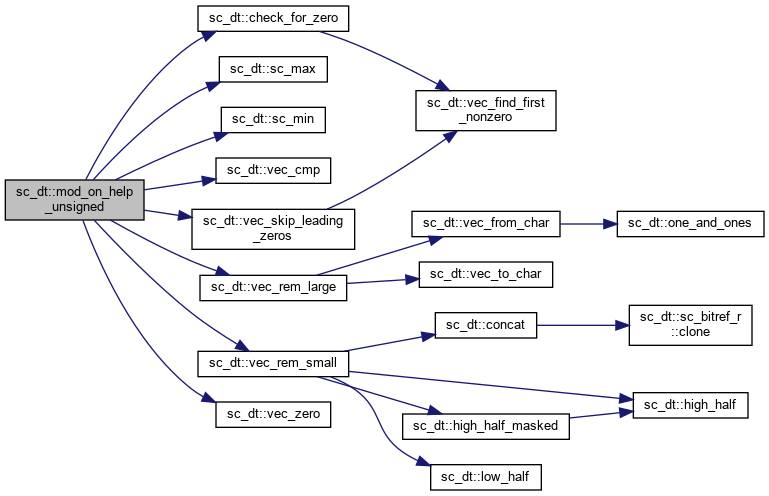 sc_dt::mod_on_help
_unsigned
sc_dt::check_for_zero
sc_dt::sc_max
sc_dt::sc_min
sc_dt::vec_cmp
sc_dt::vec_skip_leading
_zeros
sc_dt::vec_rem_large
sc_dt::vec_rem_small
sc_dt::vec_zero
sc_dt::vec_find_first
_nonzero
sc_dt::vec_from_char
sc_dt::vec_to_char
sc_dt::concat
sc_dt::high_half_masked
sc_dt::low_half
sc_dt::one_and_ones
sc_dt::sc_bitref_r
::clone
sc_dt::high_half